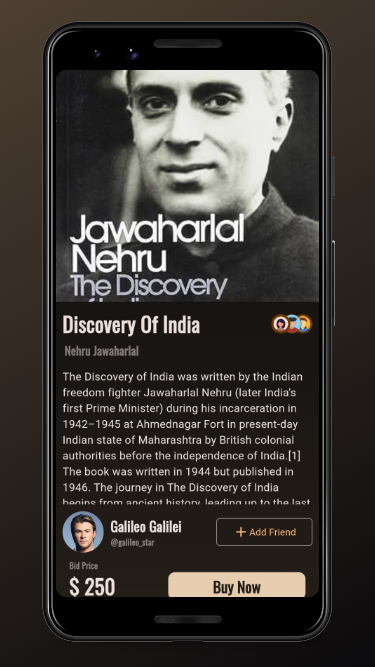 Jawaharlal
Nehru
The Discovery
of India
Discovery Of India
Nehru Jawaharlal
The Discovery of India was written by the Indian
freedom fighter Jawaharlal Nehru (later India's
first Prime Minister) during his incarceration in
1942–1945 at Ahmednagar Fort in present-day
Indian state of Maharashtra by British colonial
authorities before the independence of India.[1]
The book was written in 1944 but published in
1946. The journey in The Discovery of India
begins from ancient history, leading up to the last
Galileo Galilei
+ Add Friend
@galileo_star
Bid Price
$ 250
Buy Now